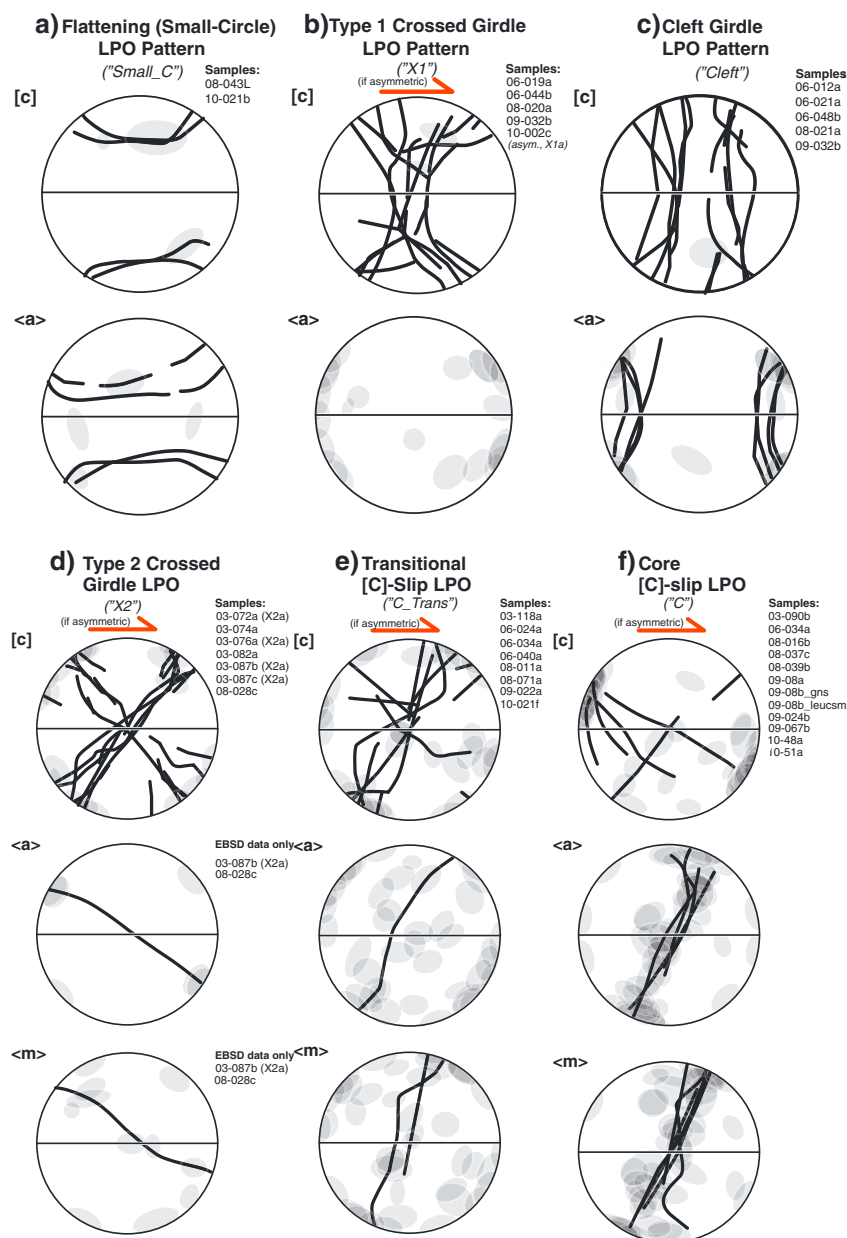 a) Flattening (Small-Circle)
LPO Pattern
("Small_C")
Samples:
08-043L
10-021b
[c]
<a>
b) Type 1 Crossed Girdle
LPO Pattern
("X1")
(if asymmetric)
Samples:
06-019a
06-044b
08-020a
09-032b
10-002c
(asym., X1a)
[c]
<a>
c) Cleft Girdle
LPO Pattern
("Cleft")
Samples
06-012a
06-021a
06-048b
08-021a
09-032b
[c]
<a>
d) Type 2 Crossed
Girdle LPO
("X2")
(if asymmetric)
Samples:
03-072a (X2a)
03-074a
03-076a (X2a)
03-082a
03-087b (X2a)
03-087c (X2a)
08-028c
[c]
<a>
EBSD data only
03-087b (X2a)
08-028c
<m>
EBSD data only
03-087b (X2a)
08-028c
e) Transitional
[C]-Slip LPO
("C_Trans")
(if asymmetric)
Samples:
03-118a
06-024a
06-034a
06-040a
08-011a
08-071a
09-022a
10-021f
[c]
<a>
<m>
f) Core
[C]-slip LPO
("C")
(if asymmetric)
Samples:
03-090b
06-034a
08-016b
08-037c
08-039b
09-08a
09-08b_gns
09-08b_leucsm
09-024b
09-067b
10-48a
10-51a
[c]
<a>
<m>